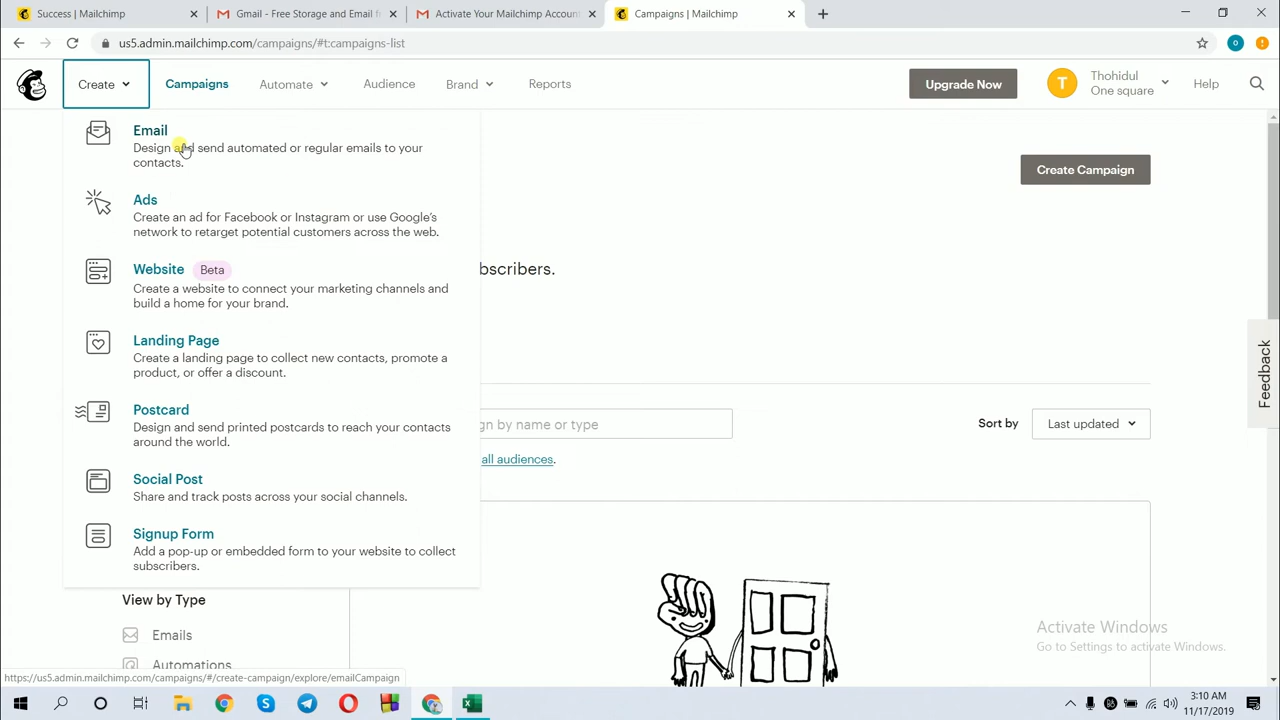 Success | Mailchimp
Gmail - Free Storage and Email f
Activate Your Mailchimp Accoun
Campaigns | Mailchimp
us5.admin.mailchimp.com/campaigns/#t:campaigns-list
Create
Campaigns
Automate
Audience
Brand
Reports
Upgrade Now
T
Thohidul
One square
Help
Email
Design and send automated or regular emails to your
contacts.
Create Campaign
Ads
Create an ad for Facebook or Instagram or use Google's
network to retarget potential customers across the web.
Website Beta
Create a website to connect your marketing channels and
build a home for your brand.
bscribers.
Landing Page
Create a landing page to collect new contacts, promote a
product, or offer a discount.
Feedback
Postcard
Design and send printed postcards to reach your contacts
around the world.
gn by name or type
Sort by
Last updated
all audiences.
Social Post
Share and track posts across your social channels.
Signup Form
Add a pop-up or embedded form to your website to collect
subscribers.
View by Type
Emails
Automations
Activate Windows
Go to Settings to activate Windows.
https://us5.admin.mailchimp.com/campaigns/#/create-campaign/explore/emailCampaign
3:10 AM
11/17/2019